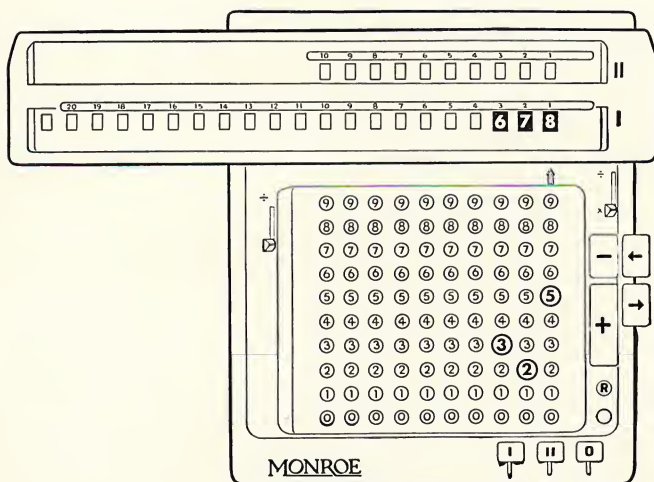 10 9 8 7 6 5 4 3 2 1
II
20 19 18 17 16 15 14 13 12 11 10 9 8 7 6 5 4 3 2 1
6 7 8
I
÷ ÷
x
9 9 9 9 9 9 9 9 9 9
8 8 8 8 8 8 8 8 8 8
7 7 7 7 7 7 7 7 7 7
− ←
6 6 6 6 6 6 6 6 6 6
5 5 5 5 5 5 5 5 5 5
→
4 4 4 4 4 4 4 4 4 4
+
3 3 3 3 3 3 3 3 3 3
2 2 2 2 2 2 2 2 2 2
R
1 1 1 1 1 1 1 1 1 1
0 0 0 0 0 0 0 0 0 0
I II 0
MONROE